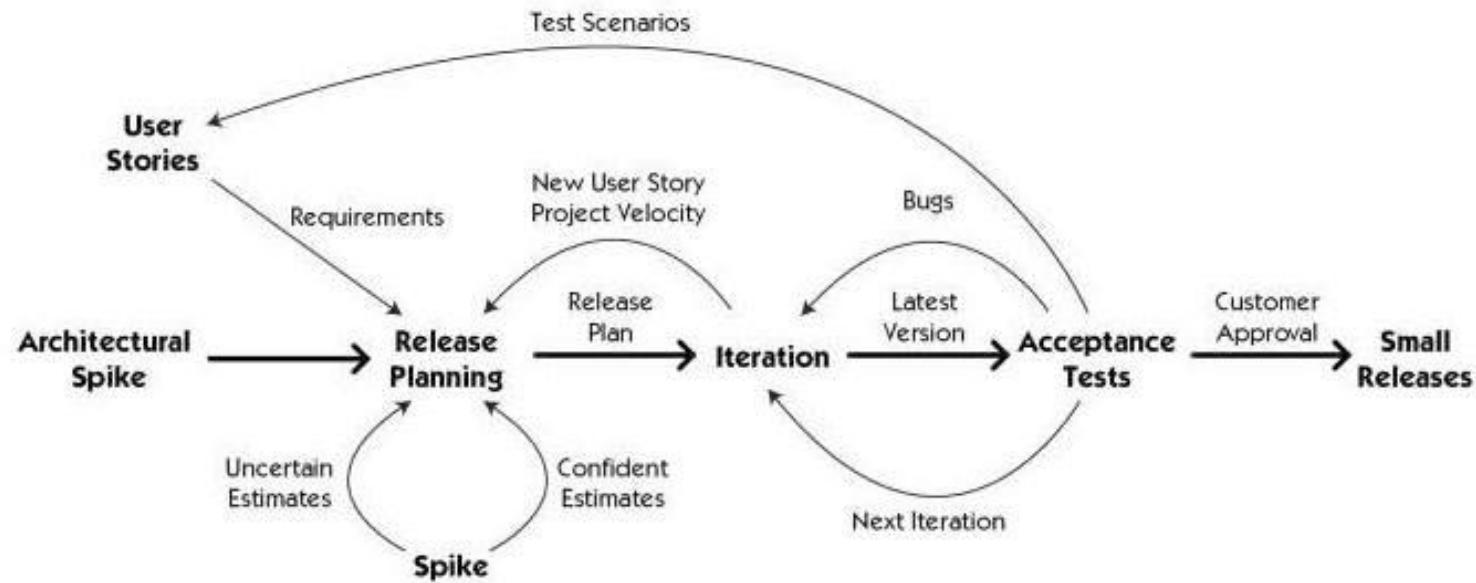 Test Scenarios
User
Stories
Requirements
New User Story
Project Velocity
Bugs
Architectural
Spike
Release
Planning
Release
Plan
Iteration
Latest
Version
Acceptance
Tests
Customer
Approval
Small
Releases
Uncertain
Estimates
Confident
Estimates
Next Iteration
Spike